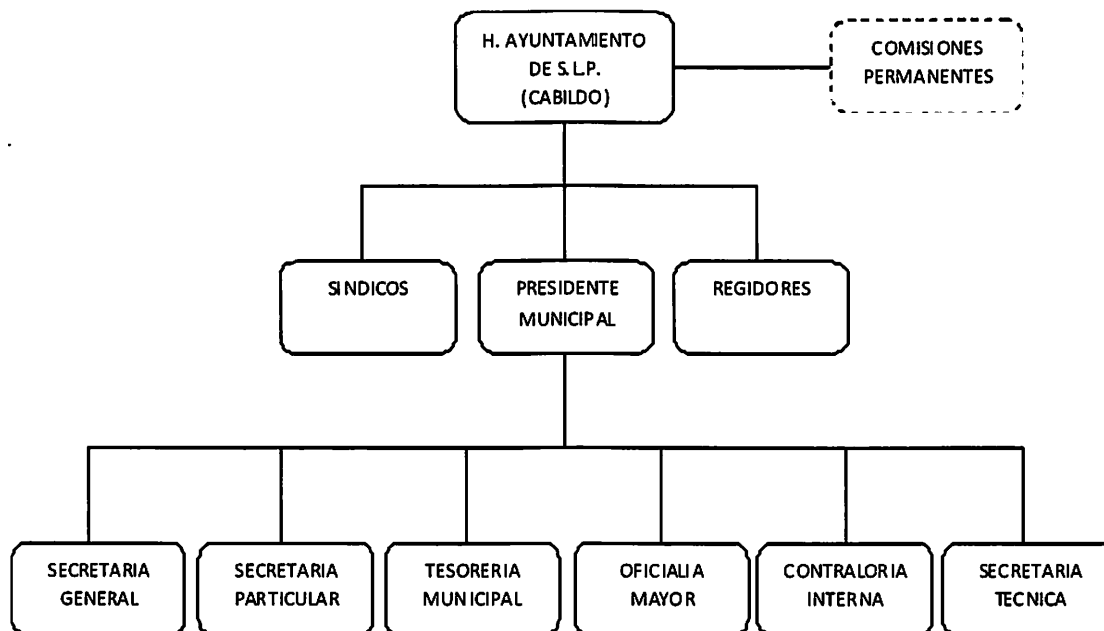 H. AYUNTAMIENTO
DE S.L.P.
(CABILDO)
COMISIONES
PERMANENTES
SINDICOS
PRESIDENTE
MUNICIPAL
REGIDORES
SECRETARIA
GENERAL
SECRETARIA
PARTICULAR
TESORERIA
MUNICIPAL
OFICIALIA
MAYOR
CONTRALORIA
INTERNA
SECRETARIA
TECNICA